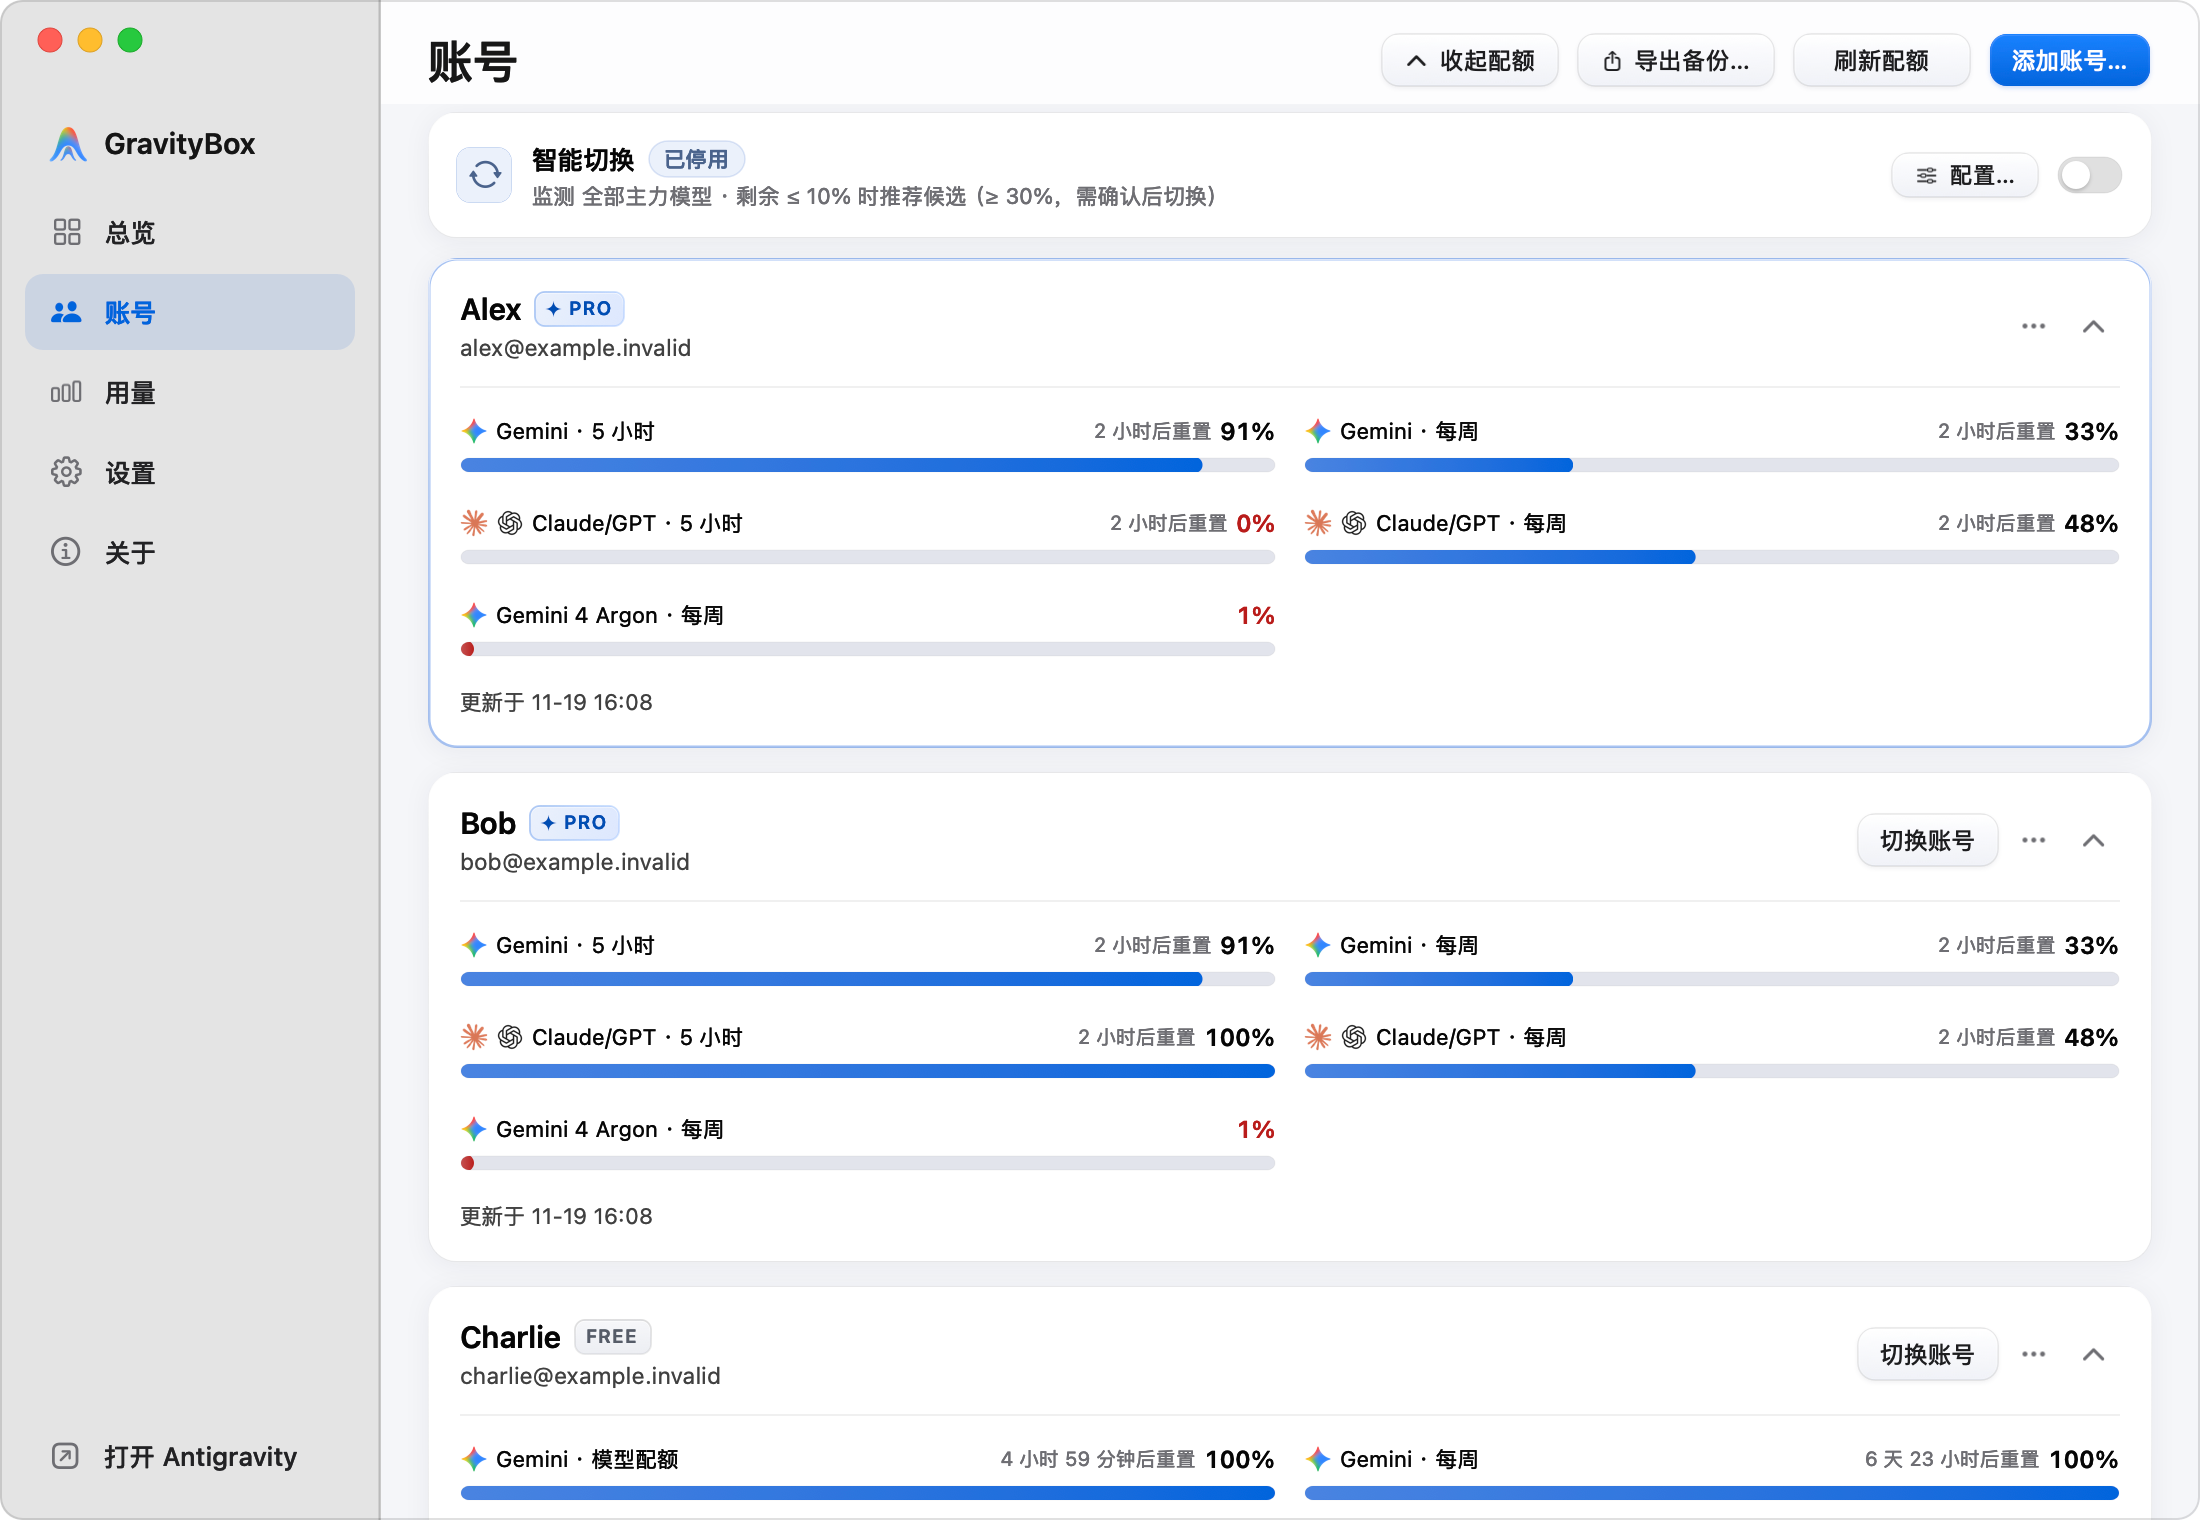 GravityBox
总览
账号
用量
设置
关于
打开 Antigravity
账号
收起配额
导出备份...
刷新配额
添加账号...
智能切换 已停用
监测 全部主力模型 · 剩余 ≤ 10% 时推荐候选 (≥ 30%，需确认后切换)
配置...
Alex PRO
alex@example.invalid
Gemini · 5 小时 2 小时后重置 91%
Gemini · 每周 2 小时后重置 33%
Claude/GPT · 5 小时 2 小时后重置 0%
Claude/GPT · 每周 2 小时后重置 48%
Gemini 4 Argon · 每周 1%
更新于 11-19 16:08
Bob PRO
bob@example.invalid
切换账号
Gemini · 5 小时 2 小时后重置 91%
Gemini · 每周 2 小时后重置 33%
Claude/GPT · 5 小时 2 小时后重置 100%
Claude/GPT · 每周 2 小时后重置 48%
Gemini 4 Argon · 每周 1%
更新于 11-19 16:08
Charlie FREE
charlie@example.invalid
切换账号
Gemini · 模型配额 4 小时 59 分钟后重置 100%
Gemini · 每周 6 天 23 小时后重置 100%